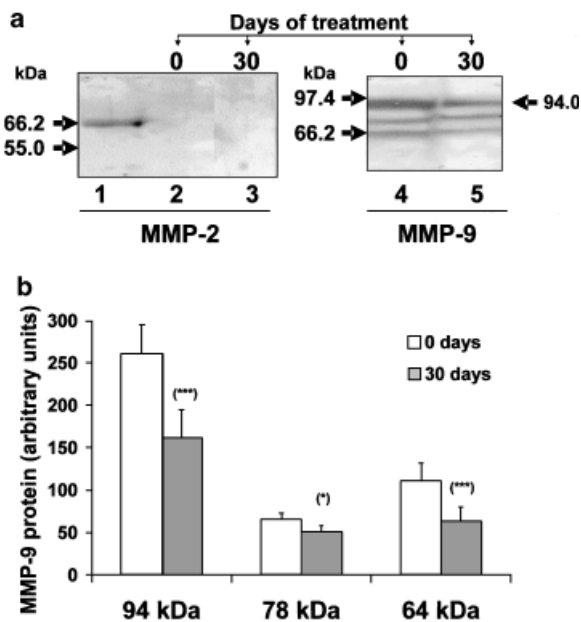 a
Days of treatment
0 30 0 30
kDa kDa
97.4 94.0
66.2 66.2
55.0
1 2 3 4 5
MMP-2 MMP-9
b
MMP-9 protein (arbitrary units)
300
250
200
150
100
50
0
0 days
30 days
(***)
(*)
(***)
94 kDa 78 kDa 64 kDa